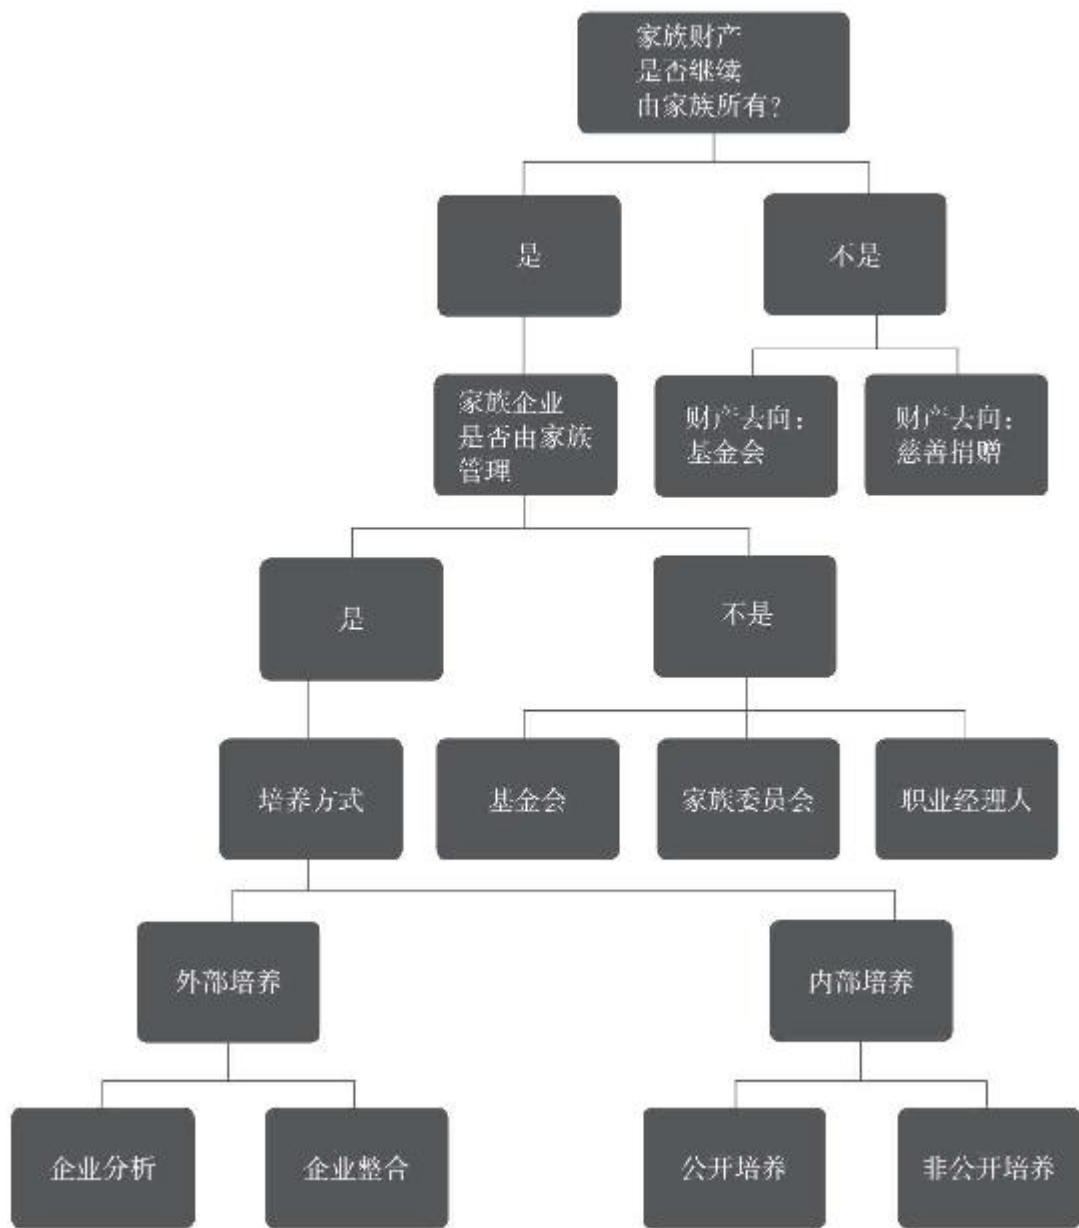 家族财产
是否继续
由家族所有？
是
不是
家族企业
是否由家族
管理
财产去向：
基金会
财产去向：
慈善捐赠
是
不是
培养方式
基金会
家族委员会
职业经理人
外部培养
内部培养
企业分析
企业整合
公开培养
非公开培养